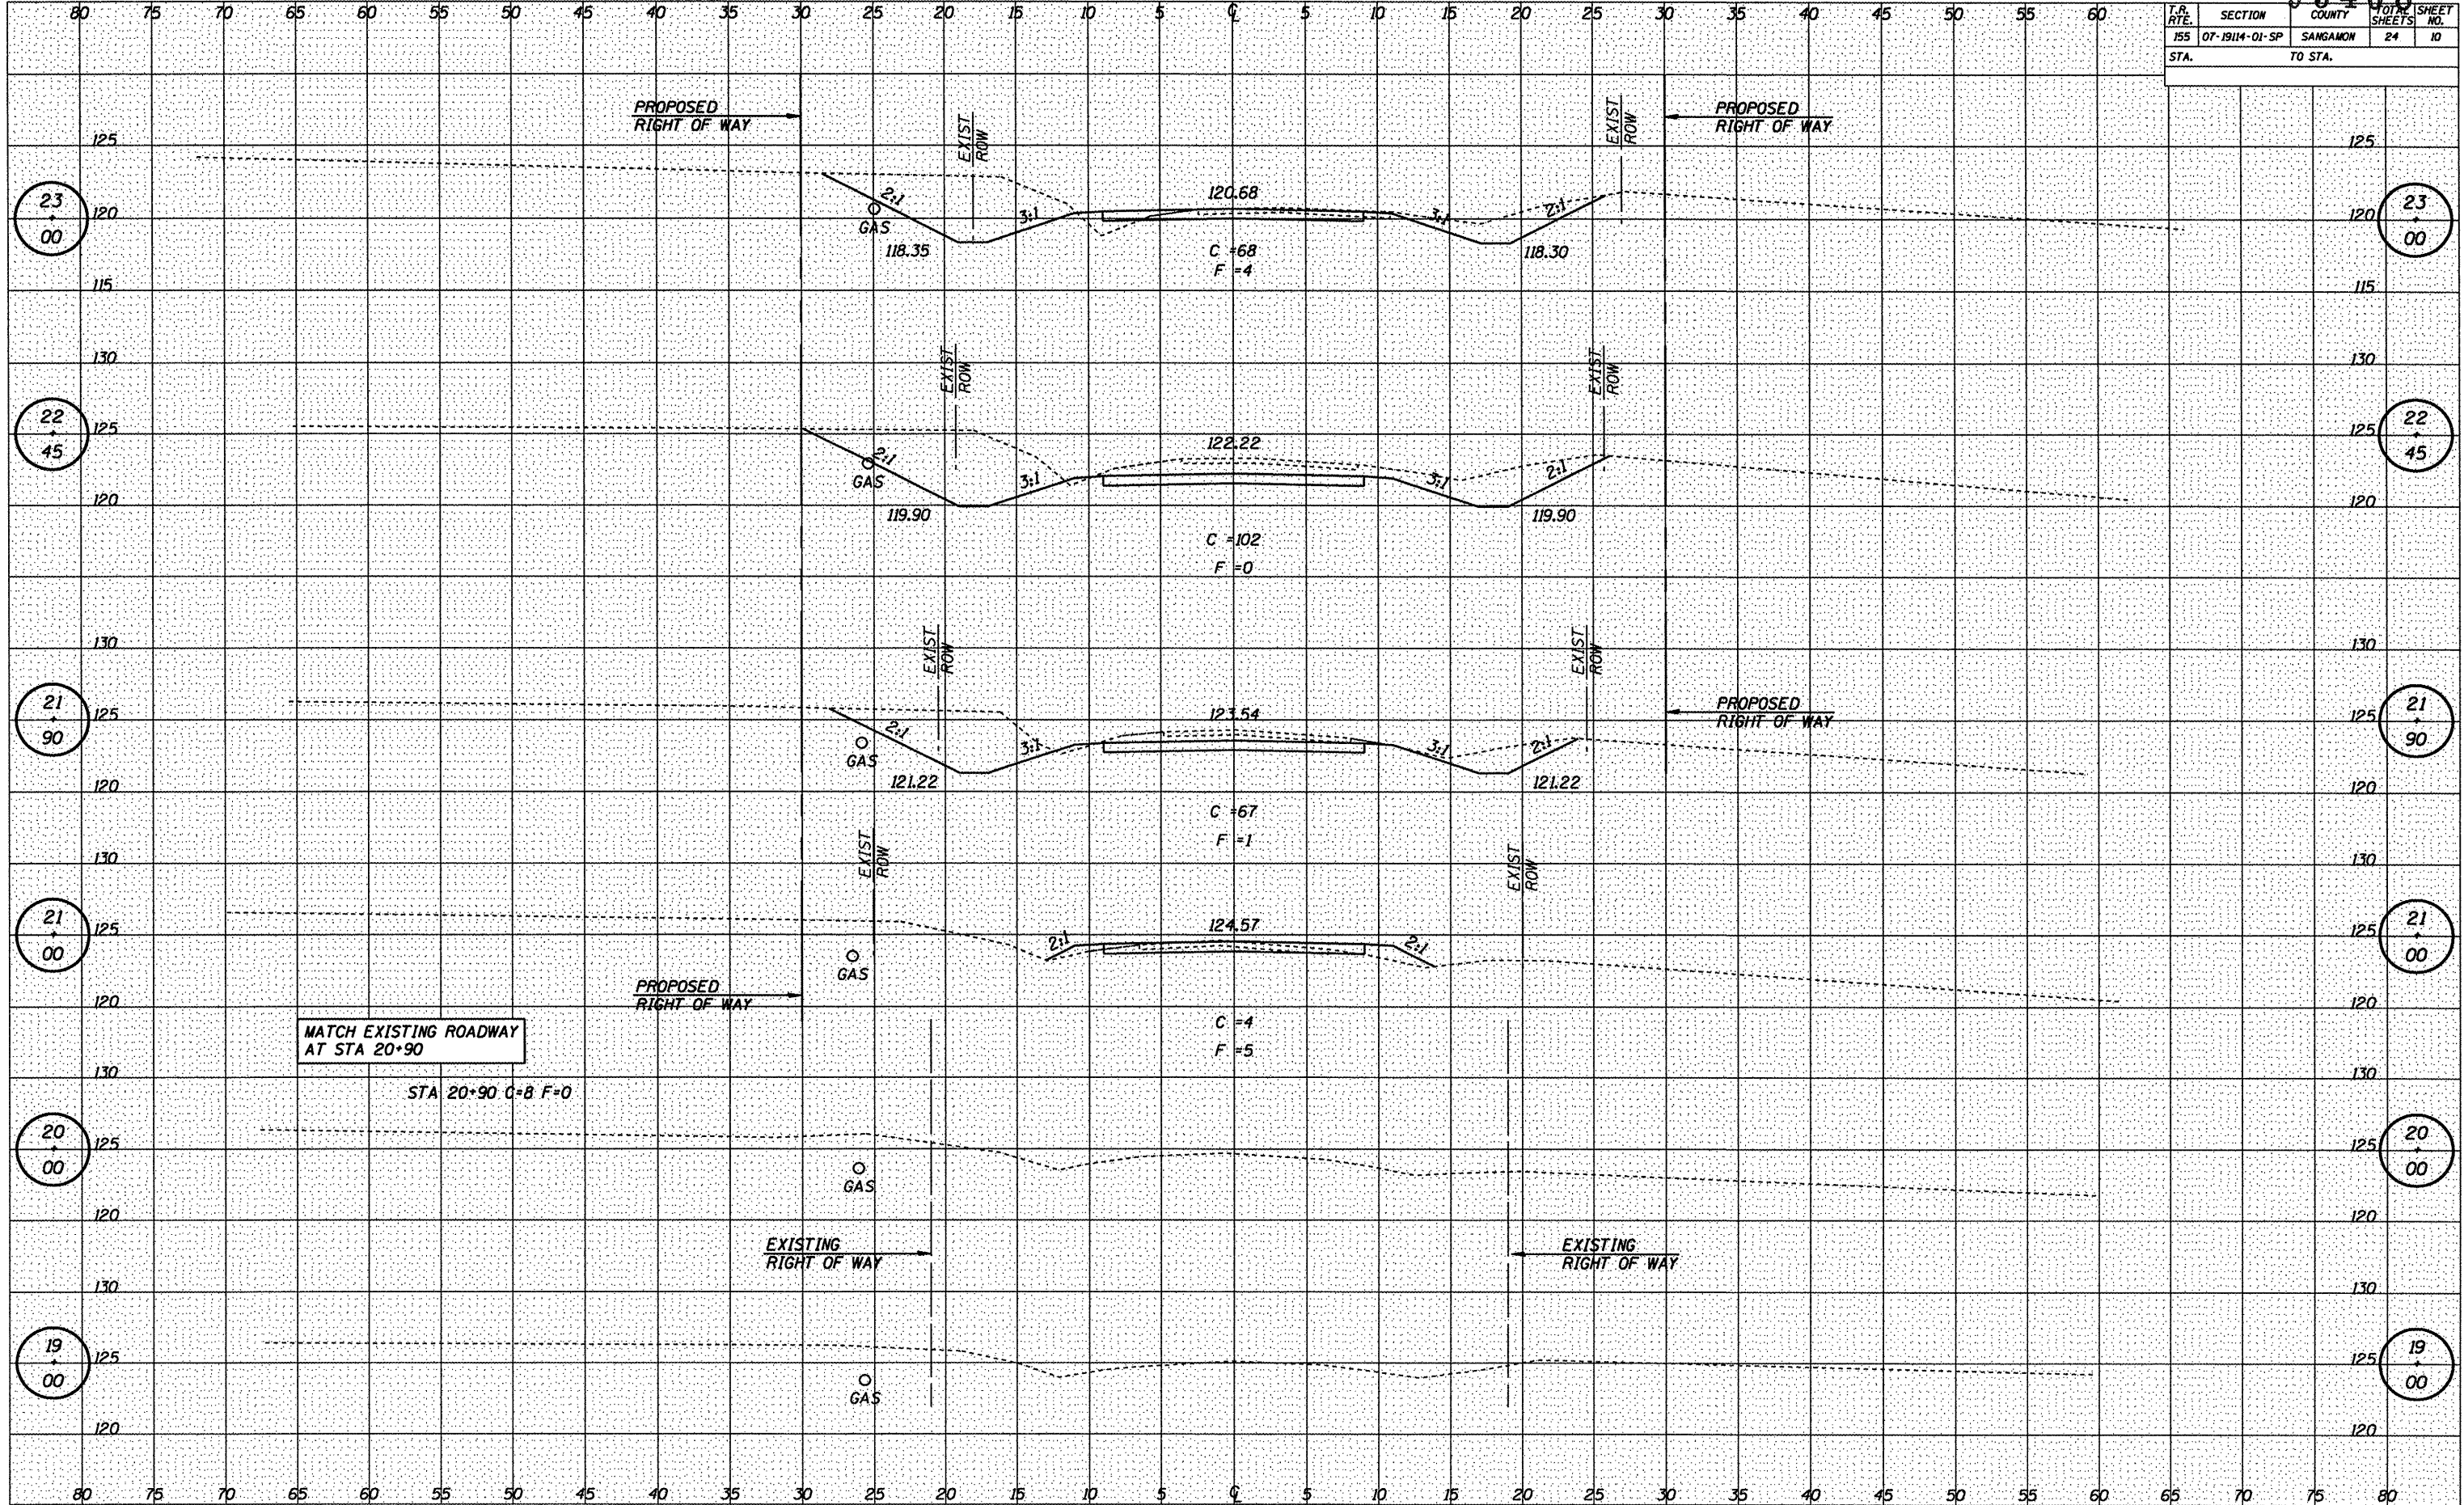 80 75 70 65 60 55 50 45 40 35 30 25 20 15 10 5 ℄ 5 10 15 20 25 30 35 40 45 50 55 60
T.R. RTE. SECTION COUNTY TOTAL SHEETS SHEET NO.
155 07-19114-01-SP SANGAMON 24 10
STA. TO STA.
PROPOSED
RIGHT OF WAY
EXIST
ROW
EXIST
ROW
PROPOSED
RIGHT OF WAY
125 125
23
+
00
120
2:1
GAS
118.35
3:1
120.68
3:1
2:1
118.30
120
23
+
00
C =68
F =4
115 115
130 130
EXIST
ROW
EXIST
ROW
22
+
45
125
2:1
GAS
119.90
3:1
122.22
3:1
2:1
119.90
125
22
+
45
120 120
C =102
F =0
130 130
EXIST
ROW
EXIST
ROW
21
+
90
125
2:1
GAS
121.22
3:1
123.54
3:1
2:1
121.22
PROPOSED
RIGHT OF WAY
125
21
+
90
120 120
C =67
F =1
130 130
EXIST
ROW
EXIST
ROW
21
+
00
125
GAS
2:1
124.57
2:1
125
21
+
00
PROPOSED
RIGHT OF WAY
120 120
C =4
F =5
MATCH EXISTING ROADWAY
AT STA 20+90
130 130
STA 20+90 C=8 F=0
20
+
00
125
GAS
125
20
+
00
120 120
EXISTING
RIGHT OF WAY
EXISTING
RIGHT OF WAY
130 130
19
+
00
125
GAS
125
19
+
00
120 120
80 75 70 65 60 55 50 45 40 35 30 25 20 15 10 5 ℄ 5 10 15 20 25 30 35 40 45 50 55 60 65 70 75 80